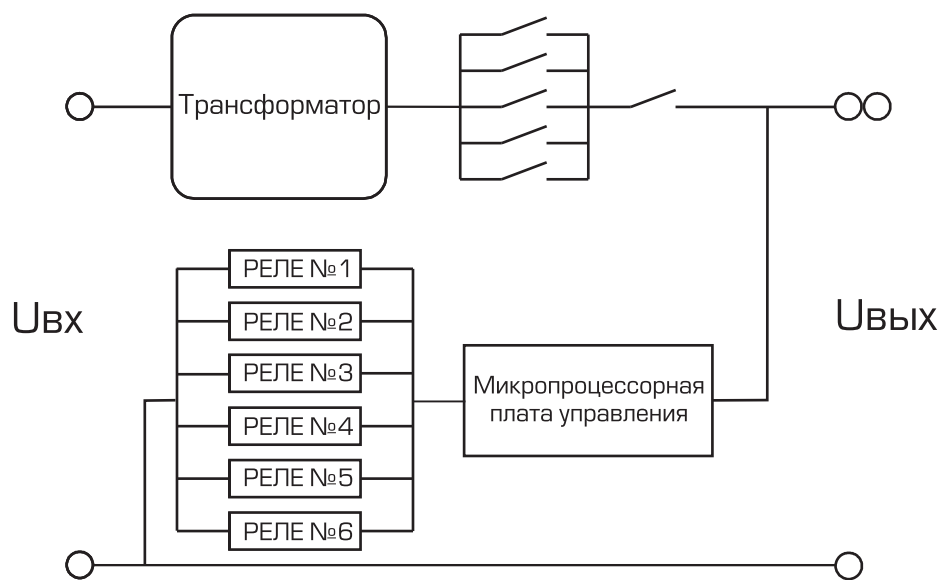 Трансформатор
РЕЛЕ №1
Uвх
РЕЛЕ №2
Uвых
РЕЛЕ №3
Микропроцессорная
плата управления
РЕЛЕ №4
РЕЛЕ №5
РЕЛЕ №6